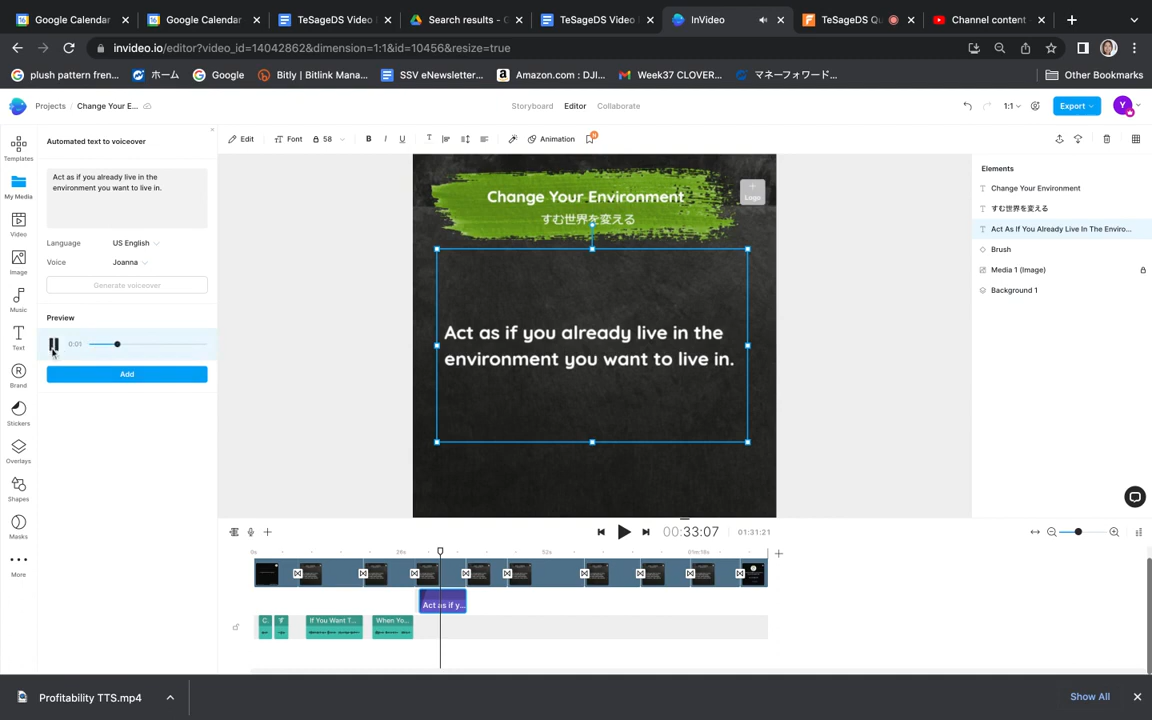 Google Calendar
Google Calendar
TeSageDS Video
Search results - G
TeSageDS Video
InVideo
TeSageDS Qu
Channel content
invideo.io/editor?video_id=14042862&dimension=1:1&id=10456&resize=true
plush pattern fren...
ホーム
Google
Bitly | Bitlink Mana...
SSV eNewsletter...
Amazon.com : DJI...
Week37 CLOVER...
マネーフォワード...
Other Bookmarks
Projects / Change Your E...
Storyboard
Editor
Collaborate
1:1
Export
Y
Templates
My Media
Video
Image
Music
Text
Brand
Stickers
Overlays
Shapes
Masks
More
Automated text to voiceover
Act as if you already live in the
environment you want to live in.
Language US English
Voice Joanna
Generate voiceover
Preview
0:01
Add
Edit
Font
58
B I U
Animation
Change Your Environment
すむ世界を変える
Logo
Act as if you already live in the
environment you want to live in.
Elements
Change Your Environment
すむ世界を変える
Act As If You Already Live In The Enviro...
Brush
Media 1 (Image)
Background 1
00:33:07
01:31:21
0s
26s
52s
01m:18s
Act as if y...
C.
す
If You Want T...
When Yo...
Profitability TTS.mp4
Show All